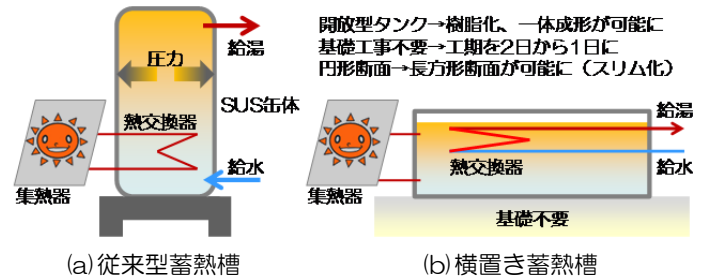 給湯
圧力
SUS缶体
熱交換器
給水
集熱器
(a)従来型蓄熱槽
開放型タンク→樹脂化、一体成形が可能に
基礎工事不要→工期を2日から1日に
円形断面→長方形断面が可能に（スリム化）
給湯
熱交換器
給水
集熱器
基礎不要
(b)横置き蓄熱槽